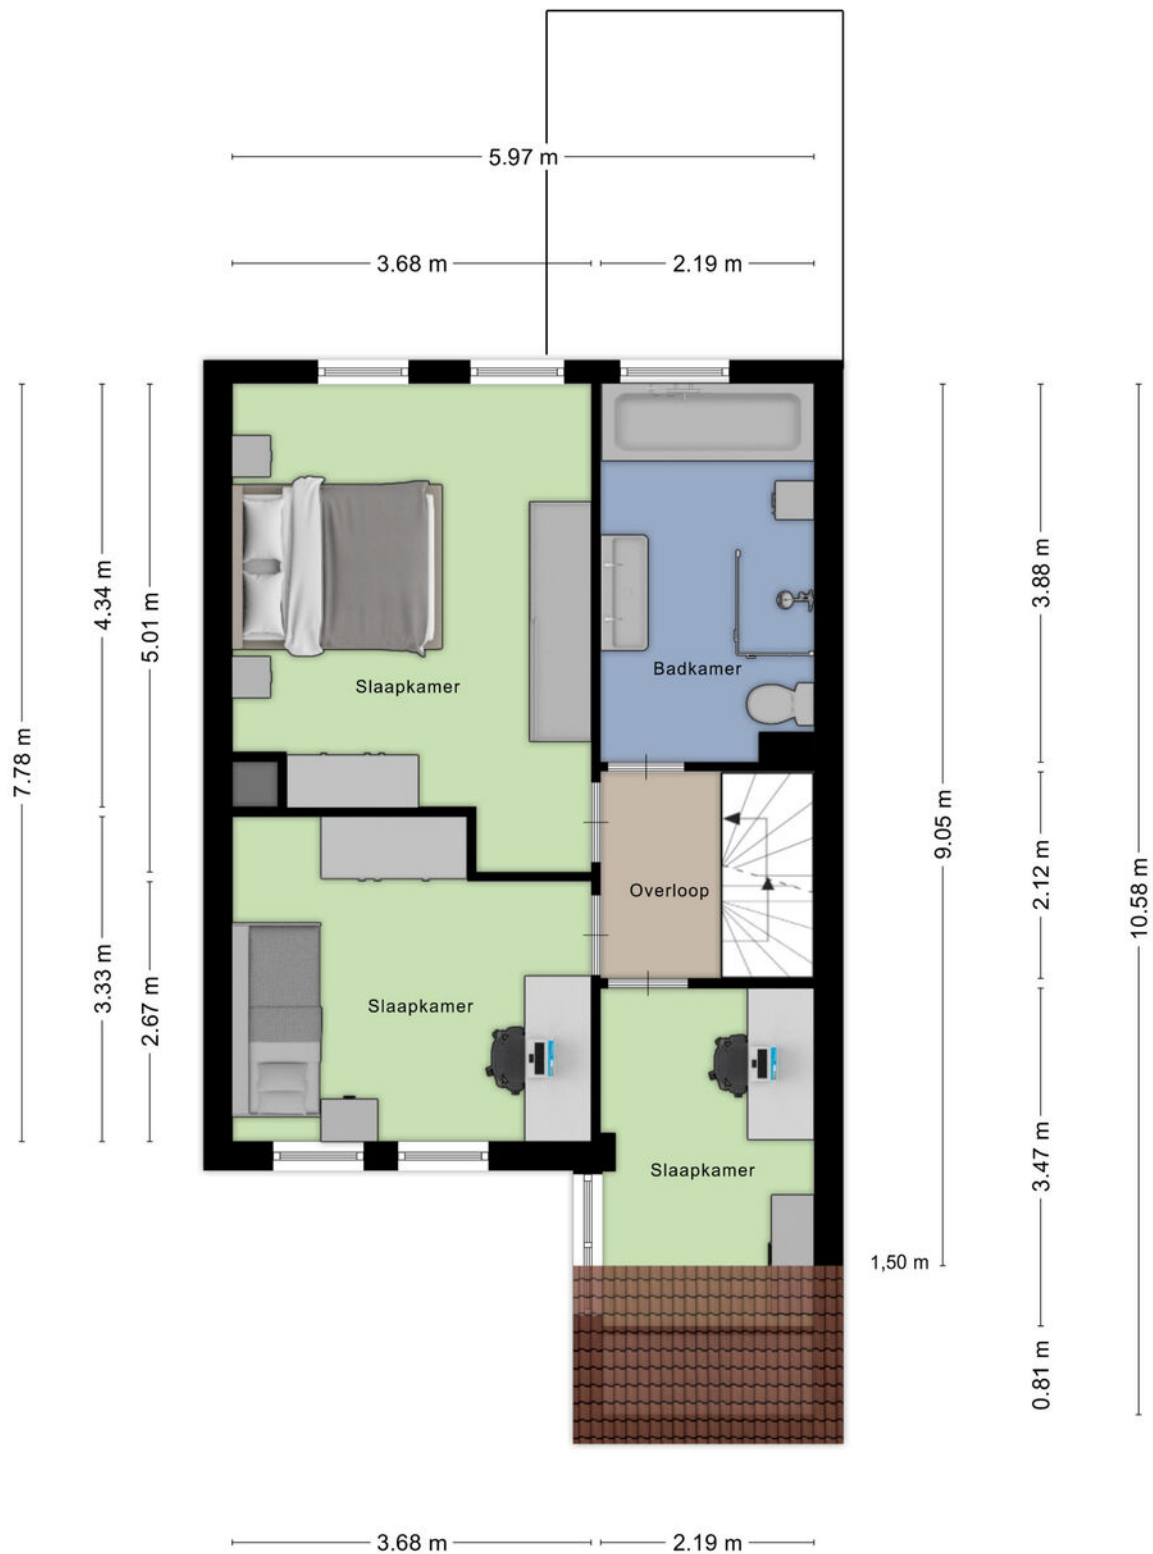 5.97 m
3.68 m
2.19 m
7.78 m
4.34 m
5.01 m
3.33 m
2.67 m
Slaapkamer
Badkamer
Overloop
Slaapkamer
Slaapkamer
9.05 m
3.88 m
2.12 m
3.47 m
0.81 m
10.58 m
1,50 m
3.68 m
2.19 m